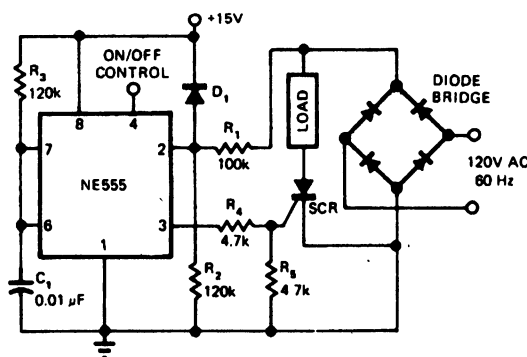 +15V
ON/OFF
CONTROL
R3
120k
D1
DIODE
BRIDGE
LOAD
8
4
R1
100k
7
2
NE555
120V AC
60 Hz
R4
4.7k
SCR
6
3
1
C1
0.01 μF
R2
120k
R5
4 7k